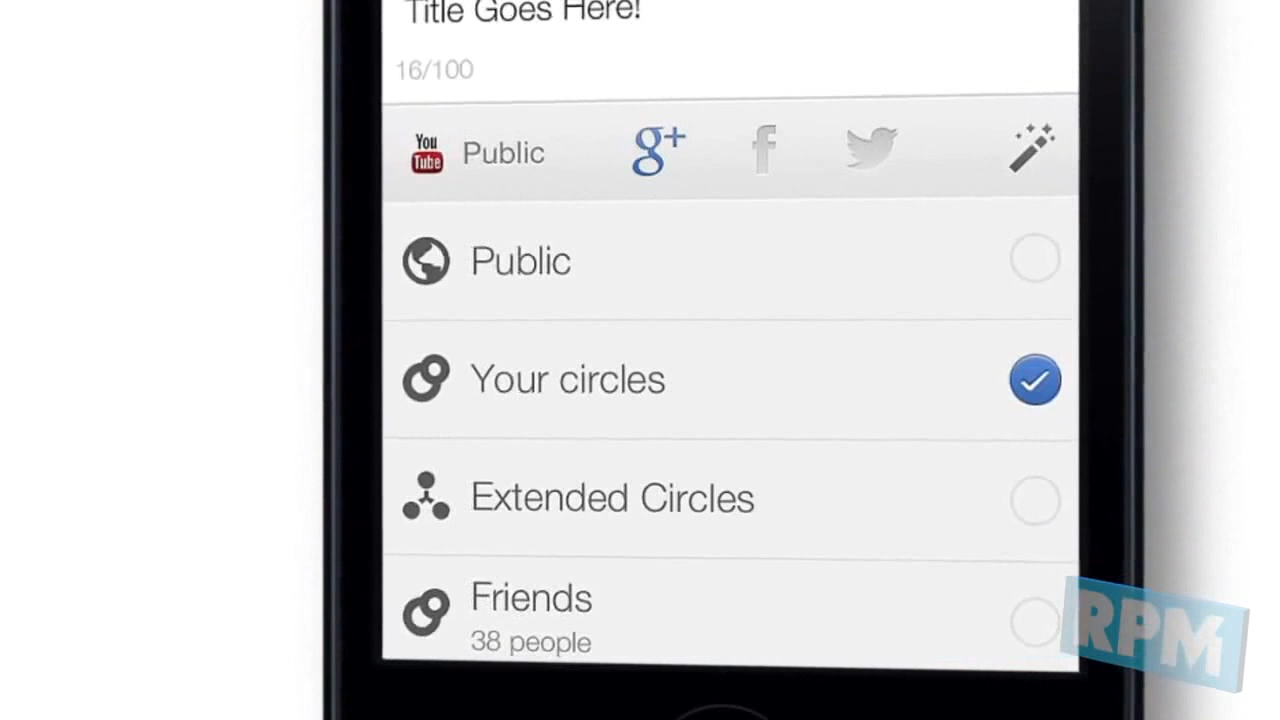 Title Goes Here!
16/100
You
Tube
Public
g+
f
Public
Your circles
Extended Circles
Friends
38 people
RPM